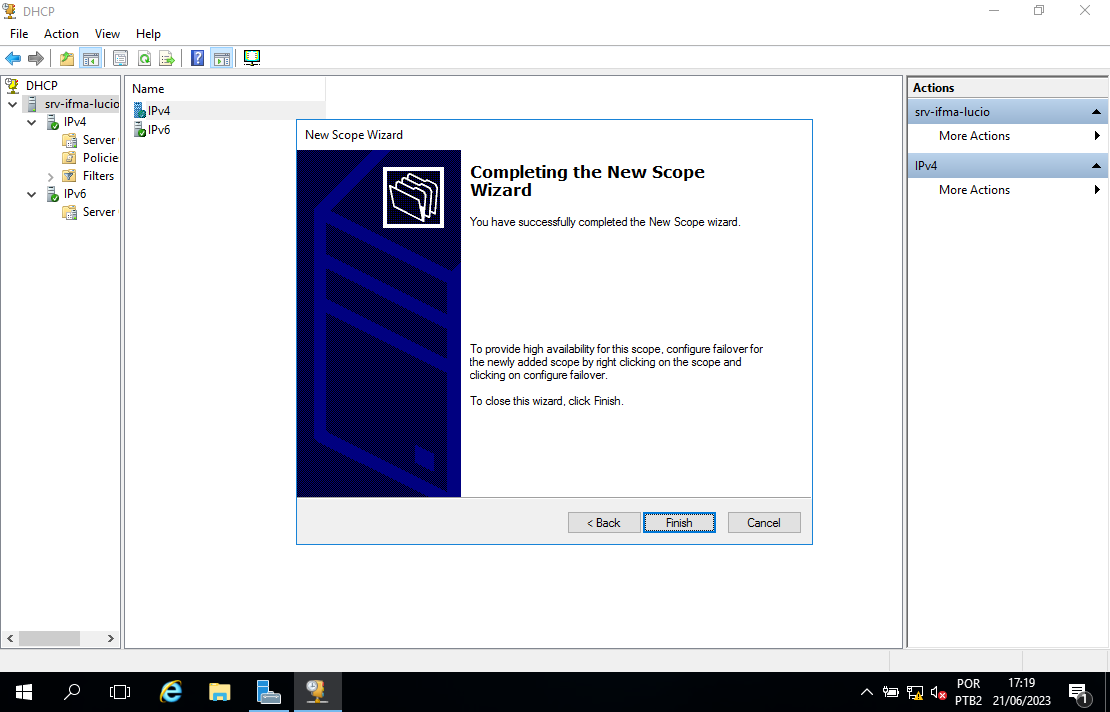 DHCP
File Action View Help
DHCP
srv-ifma-lucio
IPv4
Server
Policie
Filters
IPv6
Server
Name
IPv4
IPv6
New Scope Wizard
Completing the New Scope
Wizard
You have successfully completed the New Scope wizard.
To provide high availability for this scope, configure failover for
the newly added scope by right clicking on the scope and
clicking on configure failover.
To close this wizard, click Finish.
< Back Finish Cancel
Actions
srv-ifma-lucio
More Actions
IPv4
More Actions
POR 17:19
PTB2 21/06/2023
1